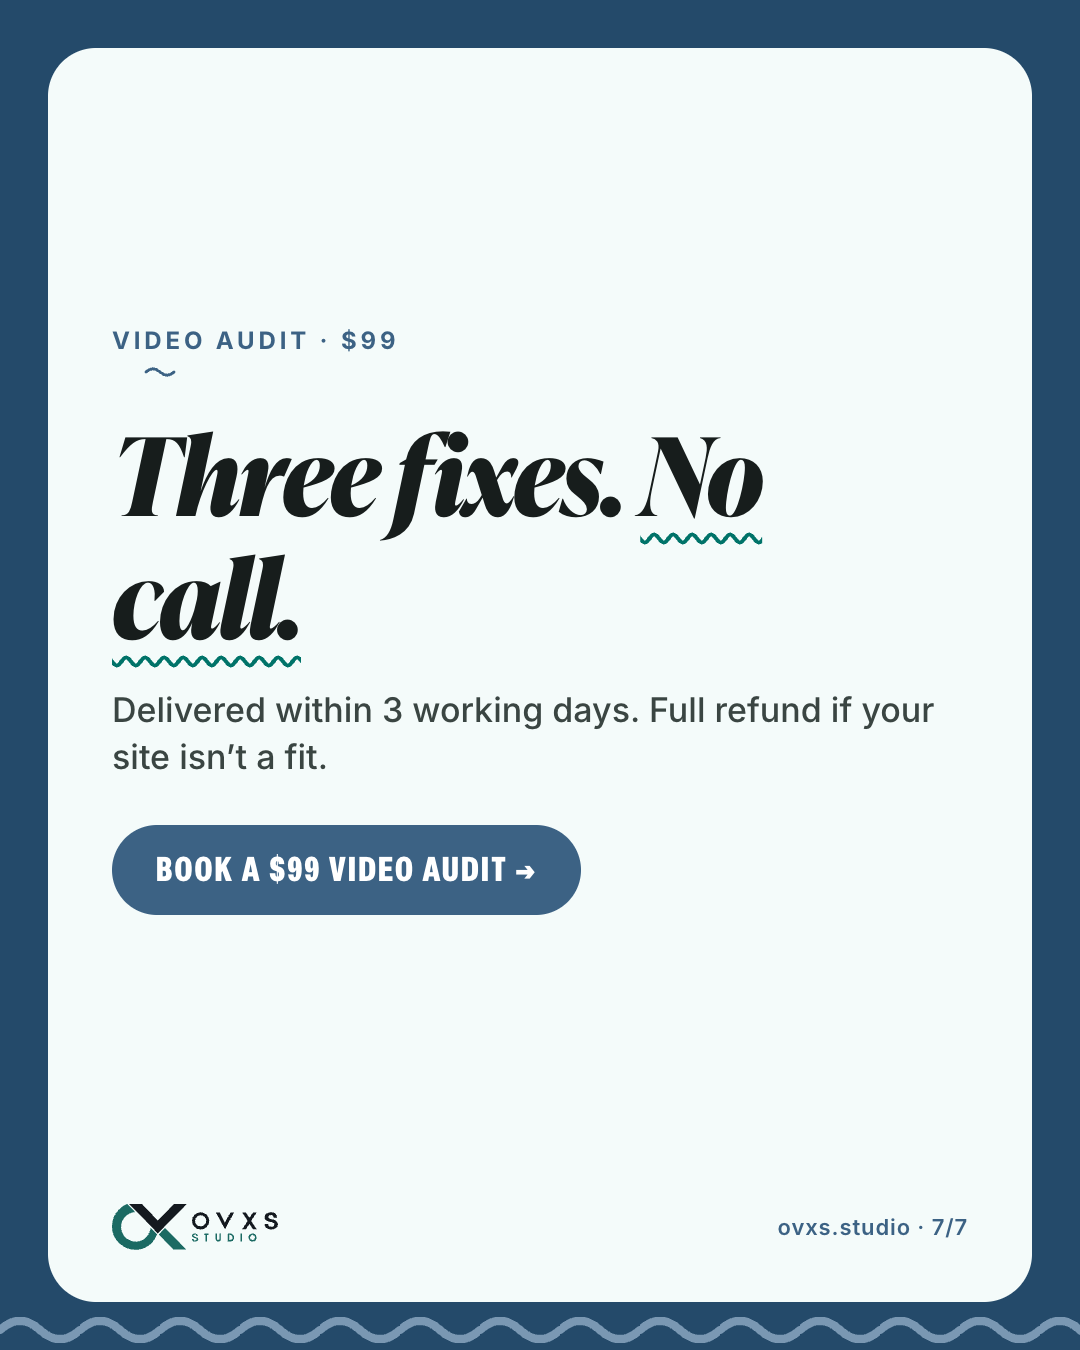 VIDEO AUDIT · $99
Three fixes. No
call.
Delivered within 3 working days. Full refund if your
site isn’t a fit.
BOOK A $99 VIDEO AUDIT ➔
OVXS
STUDIO
ovxs.studio · 7/7